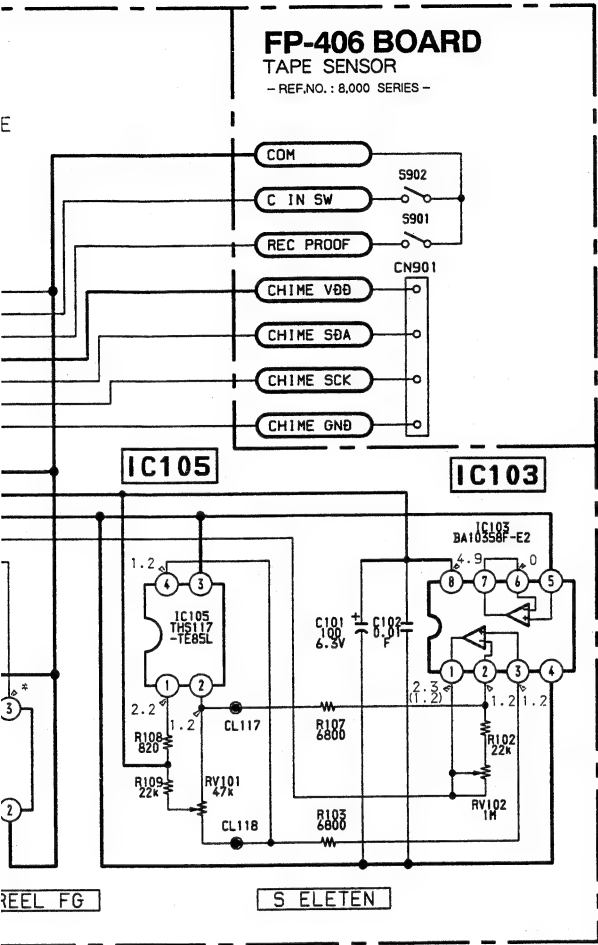 FP-406 BOARD
TAPE SENSOR
– REF.NO. : 8,000 SERIES –
E
COM
S902
C IN SW
S901
REC PROOF
CN901
CHIME VDD
CHIME SDA
CHIME SCK
CHIME GND
IC105
IC103
IC103
BA10358F-E2
1.2
4.9
0
4
3
8
7
6
5
IC105
THS117
-TE85L
C101
100
6.3V
C102
0.01
F
1
2
1
2
3
4
2.2
1.2
2.3
(1.2)
1.2
1.2
3
*
CL117
R107
6800
R108
820
R102
22k
R109
22k
RV101
47k
RV102
1M
2
CL118
R103
6800
REEL FG
S ELETEN